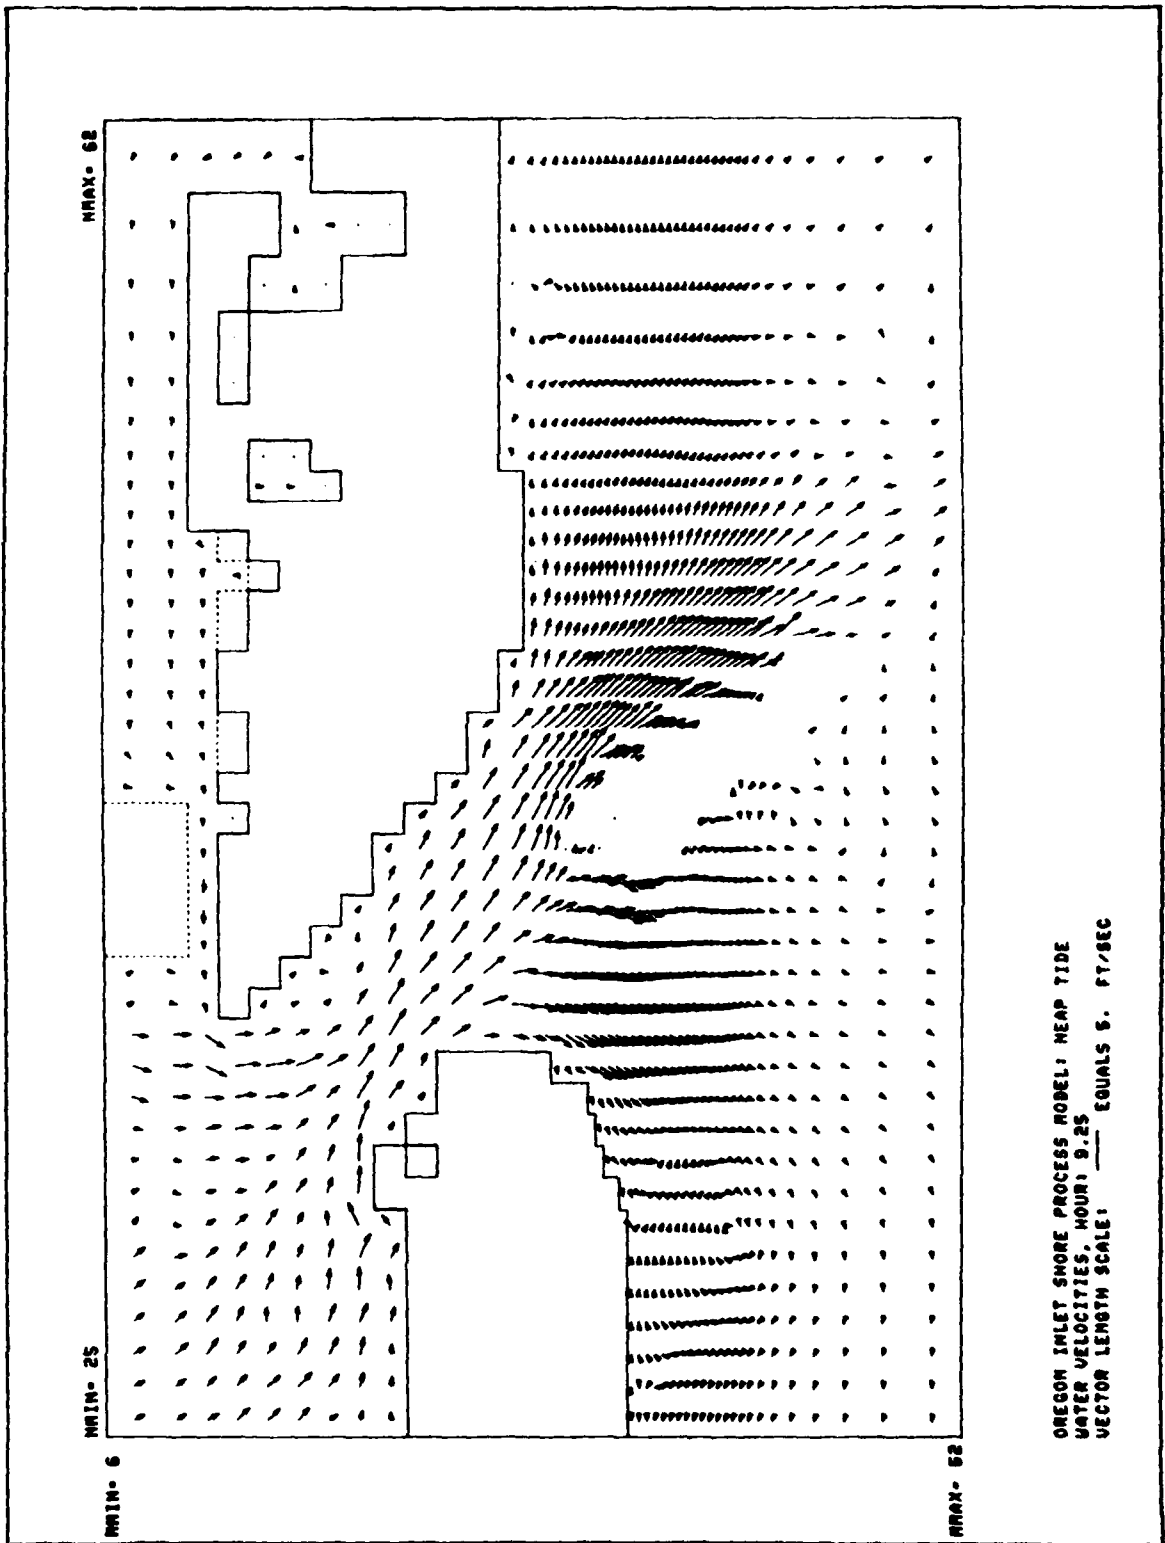 NMIN= 25
NMAX= 62
MMIN= 6
MMAX= 52
OREGON INLET SHORE PROCESS MODEL: NEAP TIDE
WATER VELOCITIES, HOUR: 9.25
VECTOR LENGTH SCALE: ——— EQUALS 5. FT/SEC